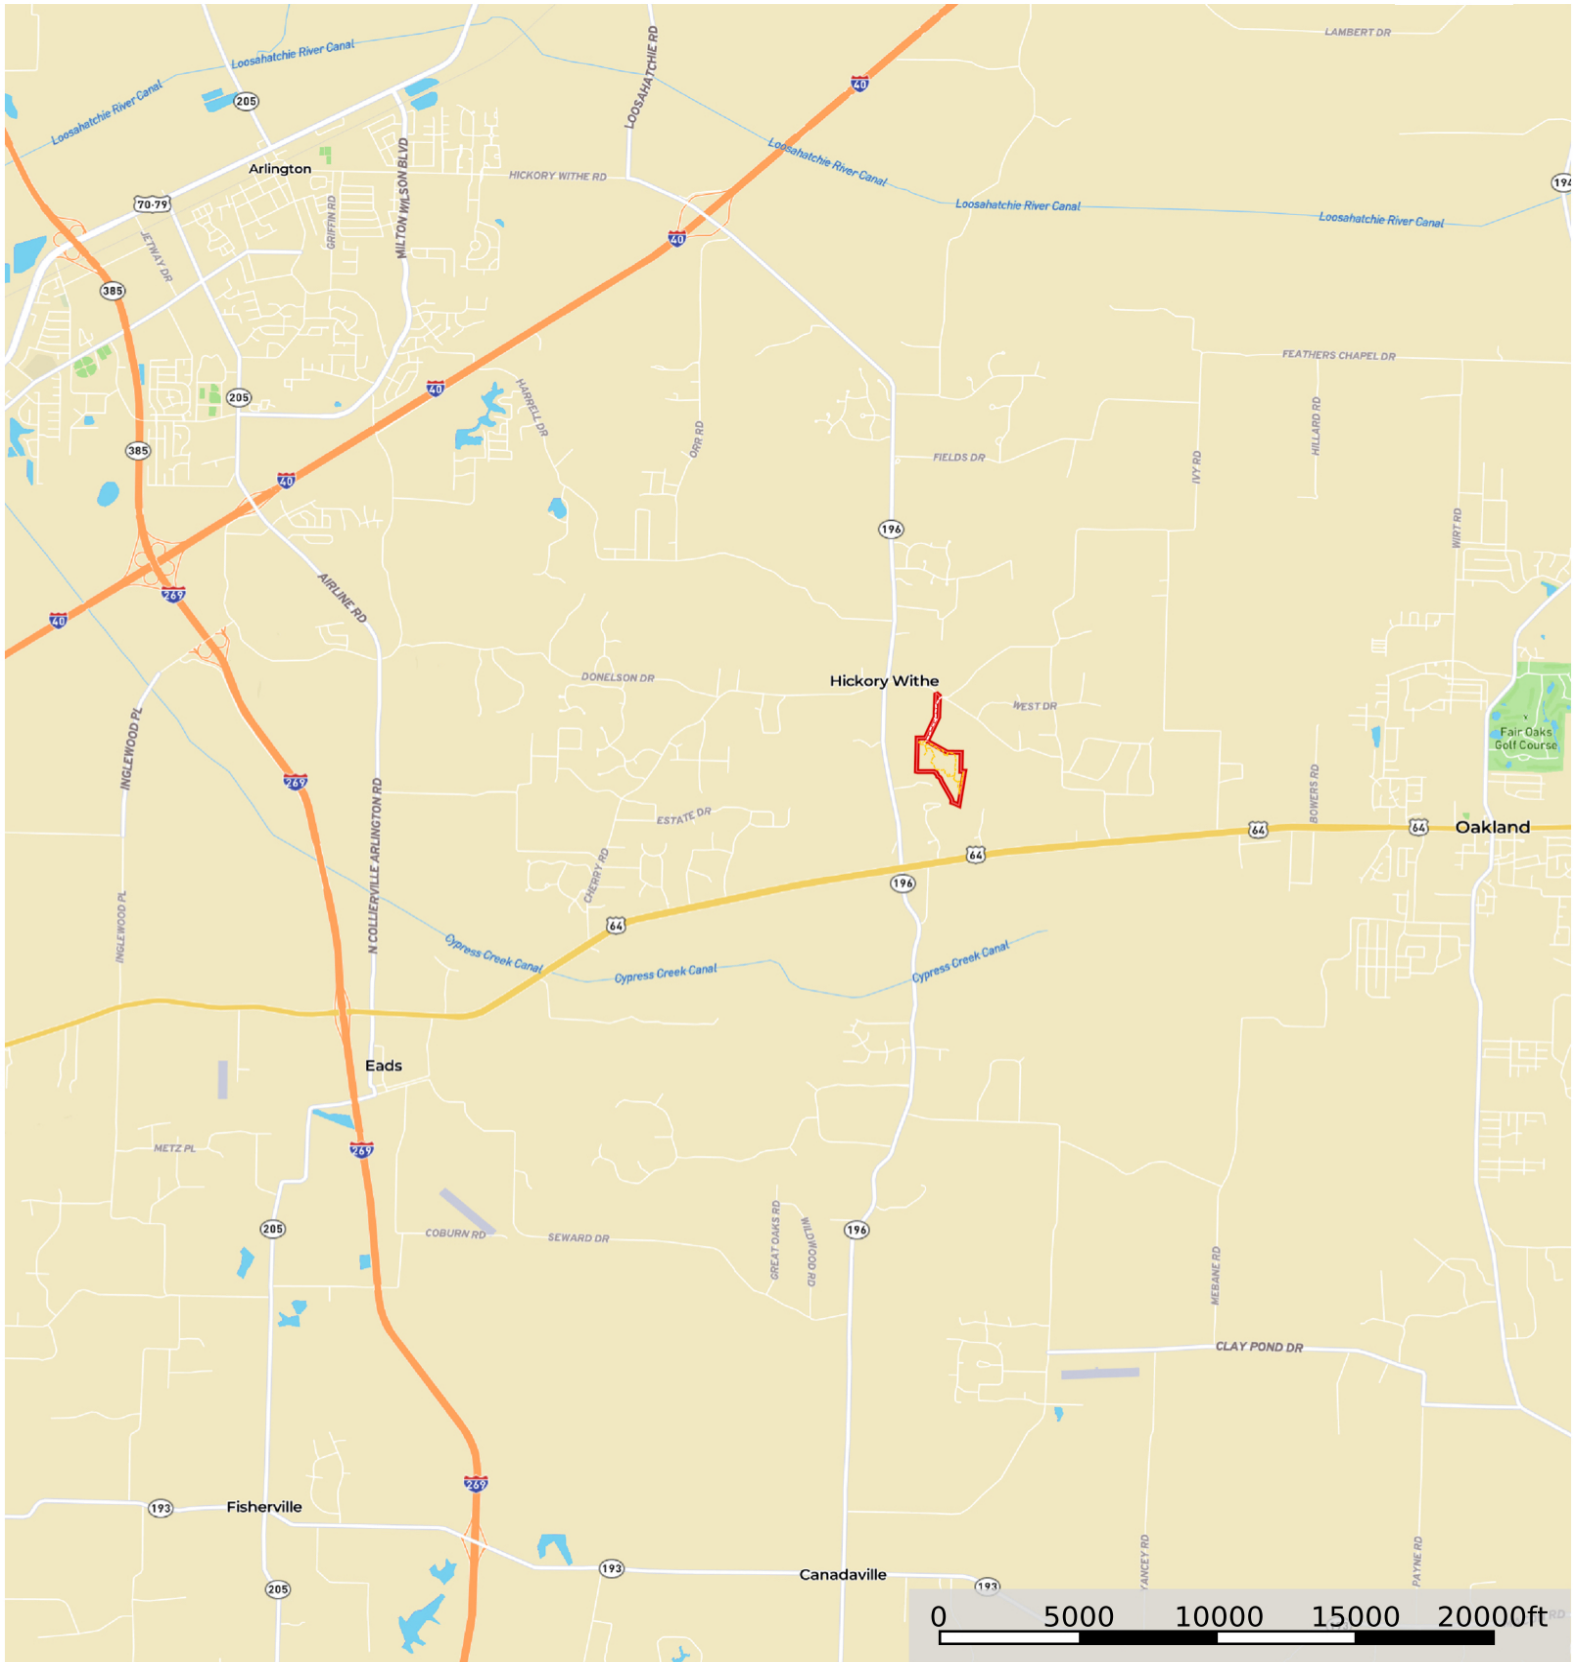 LAMBERT DR
Loosahatchie River Canal
LOOSAHATCHIE RD
40
Loosahatchie River Canal
205
Loosahatchie River Canal
Arlington
MILTON WILSON BLVD
HICKORY WITHE RD
194
70-79
Loosahatchie River Canal
Loosahatchie River Canal
GRIFFIN RD
JETWAY DR
40
385
FEATHERS CHAPEL DR
40
205
HARRELL DR
HILLARD RD
ORR RD
385
FIELDS DR
IVY RD
40
196
WIRT RD
269
AIRLINE RD
40
DONELSON DR
Hickory Withe
WEST DR
INGLEWOOD PL
Fair Oaks
Golf Course
269
BOWERS RD
N COLLIERVILLE ARLINGTON RD
ESTATE DR
64
64
Oakland
64
CHERRY RD
196
INGLEWOOD PL
64
Cypress Creek Canal
Cypress Creek Canal
Cypress Creek Canal
Eads
METZ PL
269
205
COBURN RD
SEWARD DR
GREAT OAKS RD
WILDWOOD RD
196
MEBANE RD
CLAY POND DR
269
Fisherville
193
193
Canadaville
YANCEY RD
PAYNE RD
205
193
0 5000 10000 15000 20000ft
RD